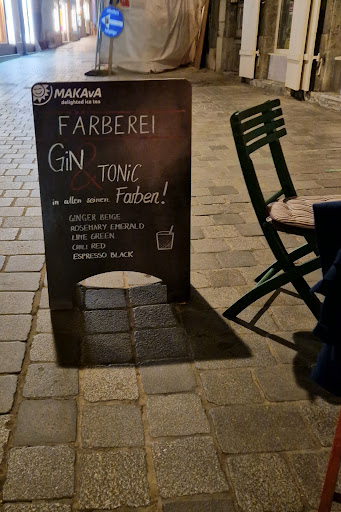 MAKAvA
delighted ice tea
FARBEREI
GiN & TONiC
in allen seinen Farben!
GINGER BEIGE
ROSEMARY EMERALD
LIME GREEN
CHILI RED
ESPRESSO BLACK